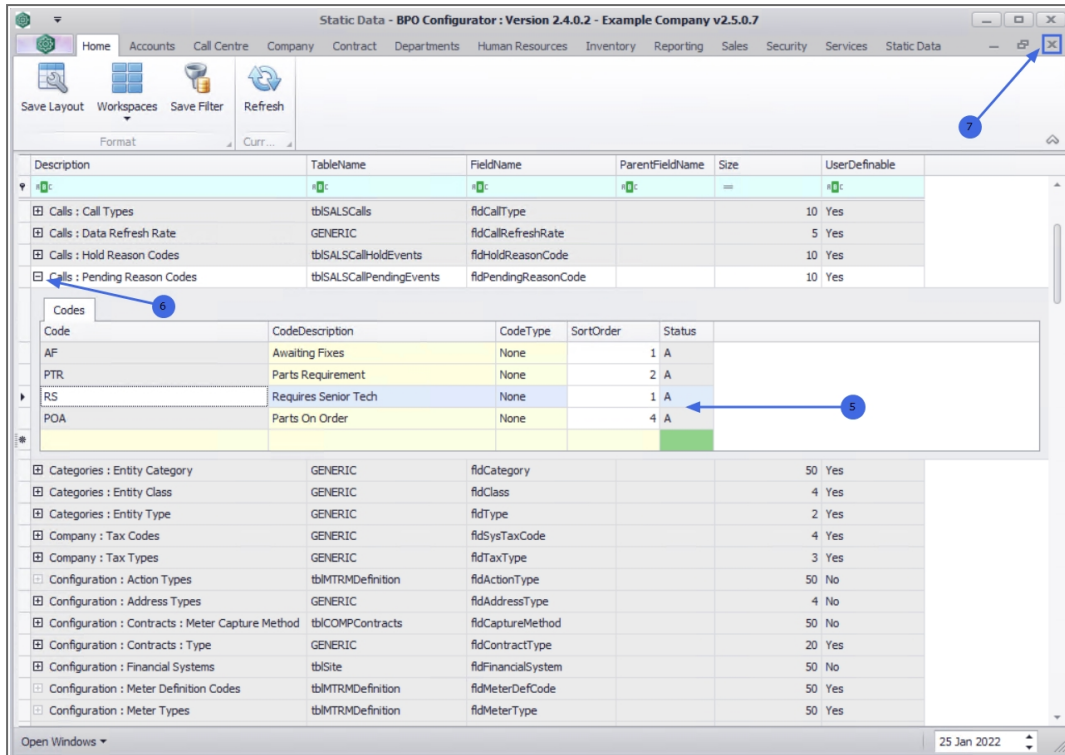 Static Data - BPO Configurator : Version 2.4.0.2 - Example Company v2.5.0.7
Home Accounts Call Centre Company Contract Departments Human Resources Inventory Reporting Sales Security Services Static Data
Save Layout Workspaces Save Filter Refresh
7
Format Curr...
Description TableName FieldName ParentFieldName Size UserDefinable
Calls : Call Types tblSALSCalls fldCallType 10 Yes
Calls : Data Refresh Rate GENERIC fldCallRefreshRate 5 Yes
Calls : Hold Reason Codes tblSALSCallHoldEvents fldHoldReasonCode 10 Yes
Calls : Pending Reason Codes tblSALSCallPendingEvents fldPendingReasonCode 10 Yes
6
Codes
Code CodeDescription CodeType SortOrder Status
AF Awaiting Fixes None 1 A
PTR Parts Requirement None 2 A
RS Requires Senior Tech None 1 A
5
POA Parts On Order None 4 A
Categories : Entity Category GENERIC fldCategory 50 Yes
Categories : Entity Class GENERIC fldClass 4 Yes
Categories : Entity Type GENERIC fldType 2 Yes
Company : Tax Codes GENERIC fldSysTaxCode 4 Yes
Company : Tax Types GENERIC fldTaxType 3 Yes
Configuration : Action Types tblMTRMDefinition fldActionType 50 No
Configuration : Address Types GENERIC fldAddressType 4 No
Configuration : Contracts : Meter Capture Method tblCOMPContracts fldCaptureMethod 50 No
Configuration : Contracts : Type GENERIC fldContractType 20 Yes
Configuration : Financial Systems tblSite fldFinancialSystem 50 No
Configuration : Meter Definition Codes tblMTRMDefinition fldMeterDefCode 50 Yes
Configuration : Meter Types tblMTRMDefinition fldMeterType 50 Yes
Open Windows 25 Jan 2022